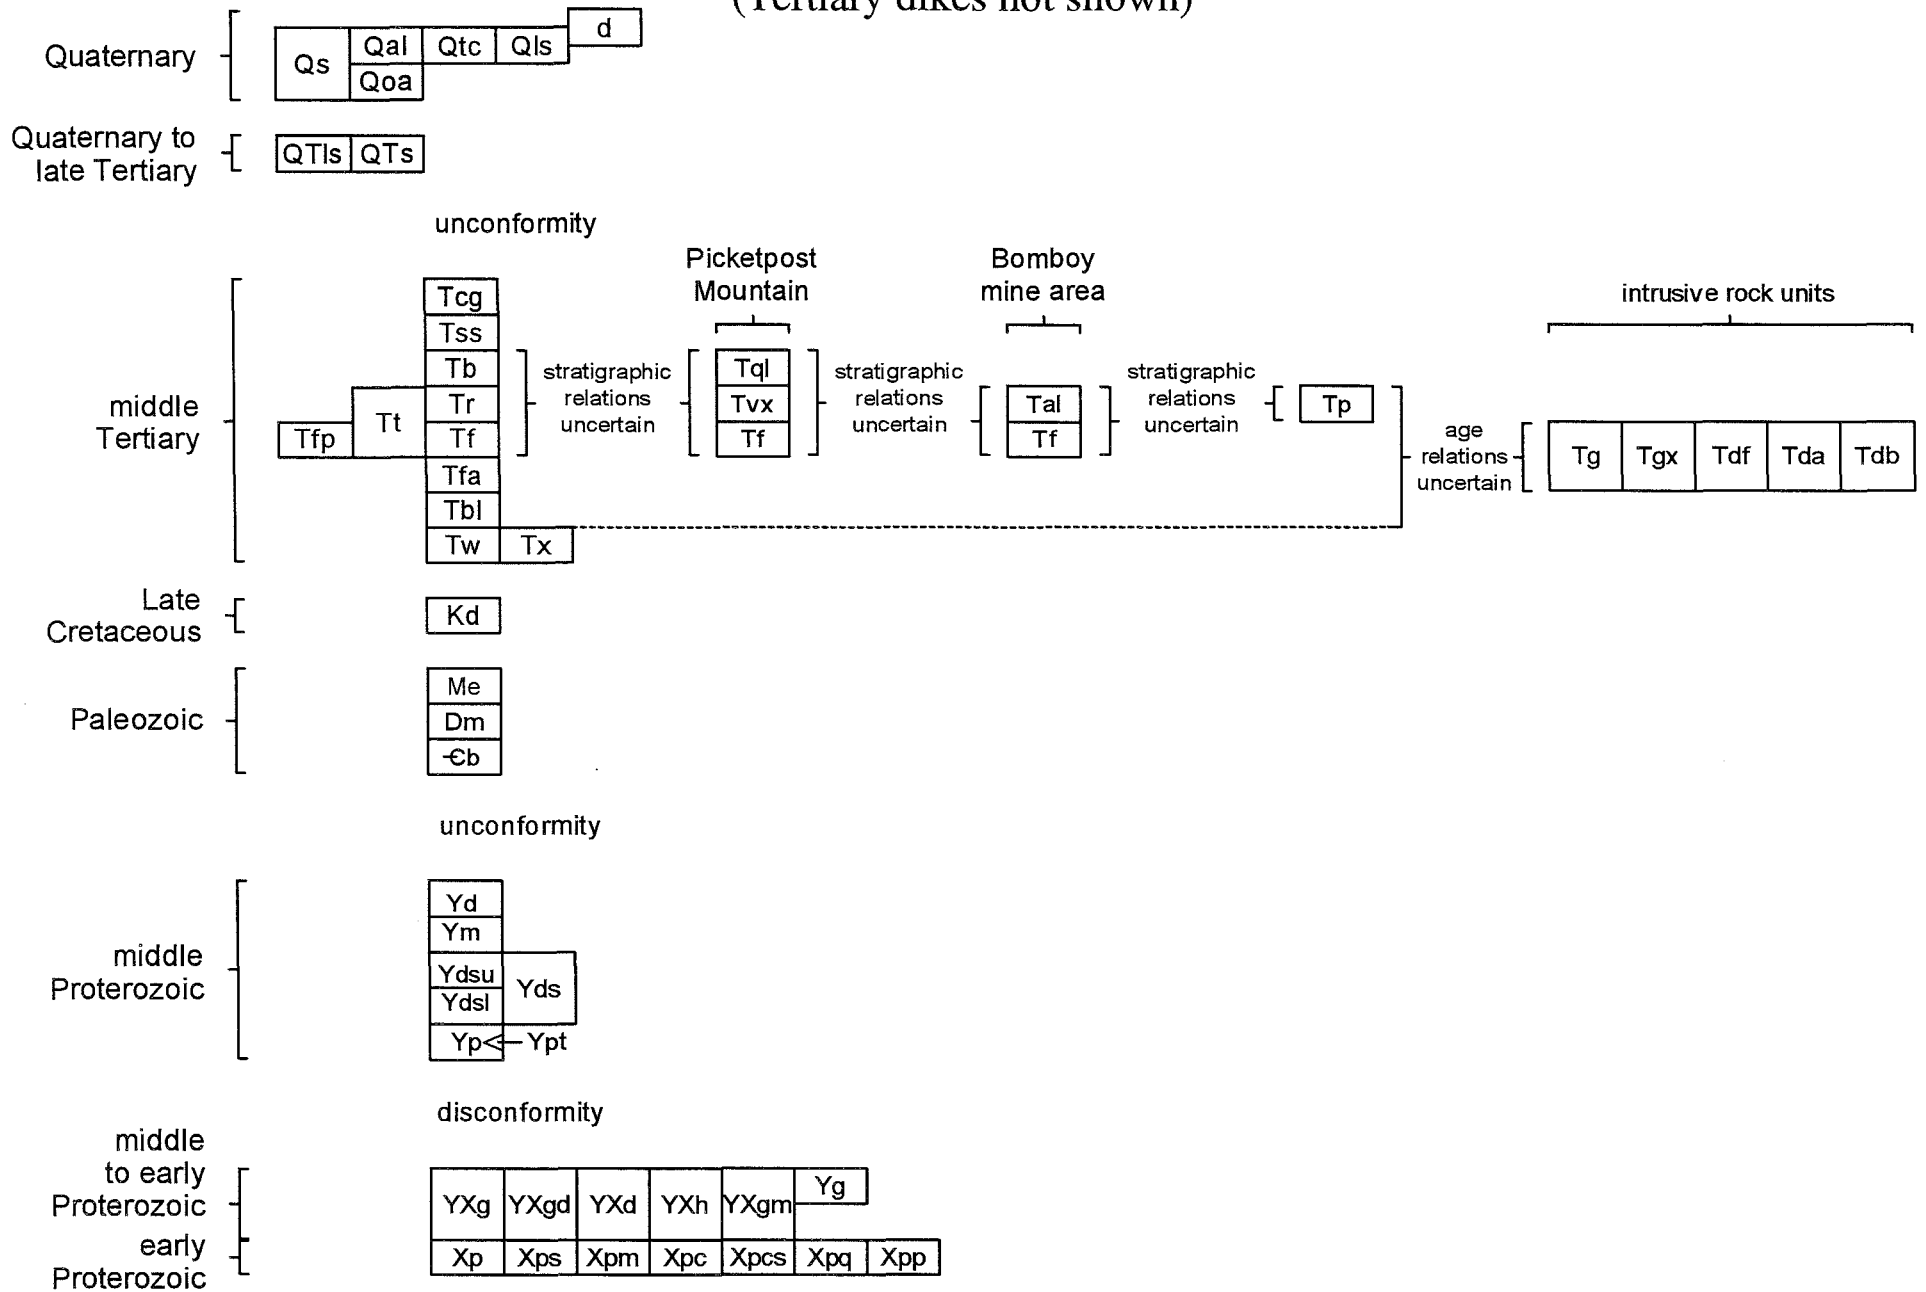 (Tertiary dikes not shown)
Quaternary
Qs
Qal
Qtc
Qls
d
Qoa
Quaternary to
late Tertiary
QTls
QTs
unconformity
Picketpost
Mountain
Bomboy
mine area
intrusive rock units
middle
Tertiary
Tcg
Tss
Tb
Tr
Tf
Tt
Tfp
Tfa
Tbl
Tw
Tx
stratigraphic
relations
uncertain
Tql
Tvx
Tf
stratigraphic
relations
uncertain
Tal
Tf
stratigraphic
relations
uncertain
Tp
age
relations
uncertain
Tg
Tgx
Tdf
Tda
Tdb
Late
Cretaceous
Kd
Paleozoic
Me
Dm
Ꞓb
unconformity
middle
Proterozoic
Yd
Ym
Ydsu
Ydsl
Yds
Yp
Ypt
disconformity
middle
to early
Proterozoic
YXg
YXgd
YXd
YXh
YXgm
Yg
early
Proterozoic
Xp
Xps
Xpm
Xpc
Xpcs
Xpq
Xpp